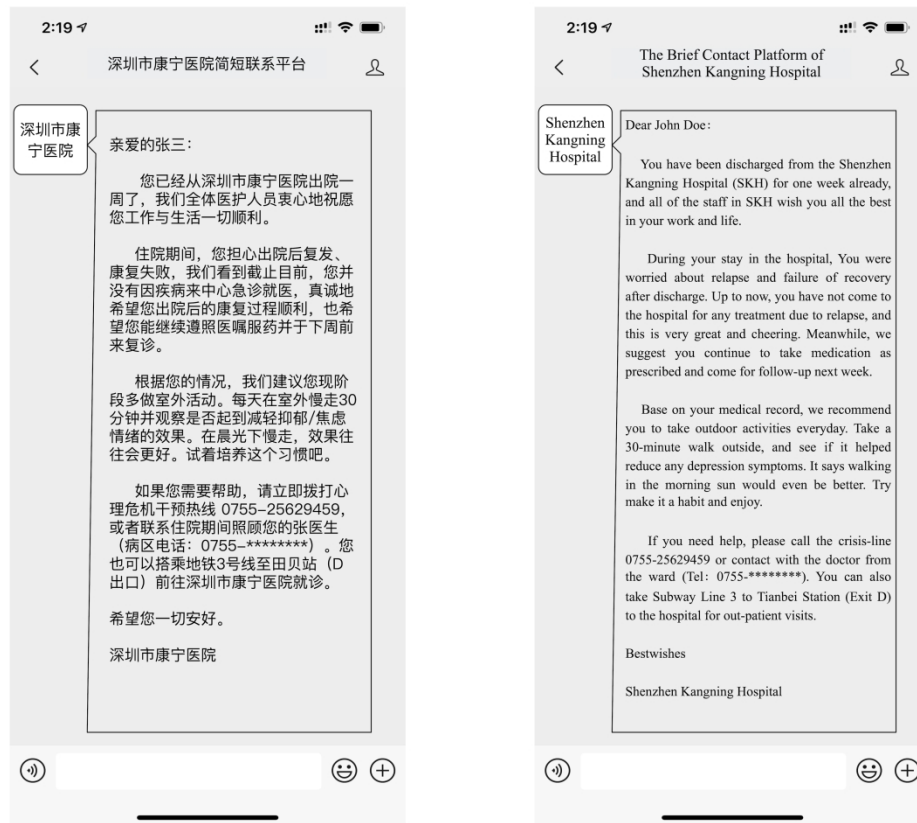 2:19
深圳市康宁医院简短联系平台
深圳市康
宁医院
亲爱的张三：
您已经从深圳市康宁医院出院一
周了，我们全体医护人员衷心地祝愿
您工作与生活一切顺利。
住院期间，您担心出院后复发、
康复失败，我们看到截止目前，您并
没有因疾病来中心急诊就医，真诚地
希望您出院后的康复过程顺利，也希
望您能继续遵照医嘱服药并于下周前
来复诊。
根据您的情况，我们建议您现阶
段多做室外活动。每天在室外慢走30
分钟并观察是否起到减轻抑郁/焦虑
情绪的效果。在晨光下慢走，效果往
往会更好。试着培养这个习惯吧。
如果您需要帮助，请立即拨打心
理危机干预热线 0755-25629459，
或者联系住院期间照顾您的张医生
（病区电话：0755-********）。您
也可以搭乘地铁3号线至田贝站（D
出口）前往深圳市康宁医院就诊。
希望您一切安好。
深圳市康宁医院
2:19
The Brief Contact Platform of
Shenzhen Kangning Hospital
Shenzhen
Kangning
Hospital
Dear John Doe：
You have been discharged from the Shenzhen
Kangning Hospital (SKH) for one week already,
and all of the staff in SKH wish you all the best
in your work and life.
During your stay in the hospital, You were
worried about relapse and failure of recovery
after discharge. Up to now, you have not come to
the hospital for any treatment due to relapse, and
this is very great and cheering. Meanwhile, we
suggest you continue to take medication as
prescribed and come for follow-up next week.
Base on your medical record, we recommend
you to take outdoor activities everyday. Take a
30-minute walk outside, and see if it helped
reduce any depression symptoms. It says walking
in the morning sun would even be better. Try
make it a habit and enjoy.
If you need help, please call the crisis-line
0755-25629459 or contact with the doctor from
the ward (Tel：0755-********). You can also
take Subway Line 3 to Tianbei Station (Exit D)
to the hospital for out-patient visits.
Bestwishes
Shenzhen Kangning Hospital